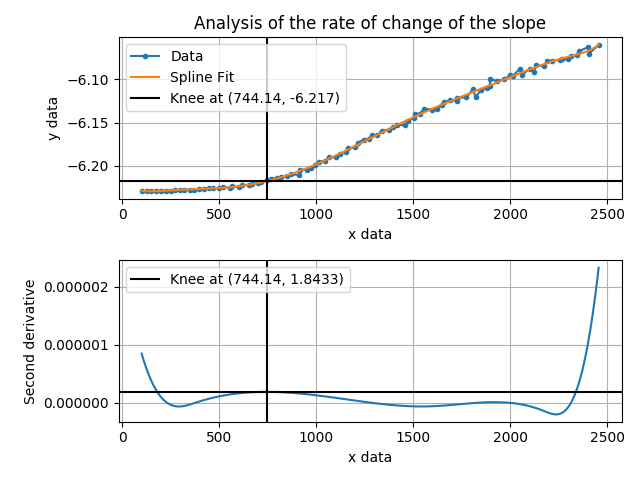 Analysis of the rate of change of the slope
Data
Spline Fit
Knee at (744.14, -6.217)
−6.10
−6.15
−6.20
y data
0 500 1000 1500 2000 2500
x data
Knee at (744.14, 1.8433)
0.000002
0.000001
0.000000
Second derivative
0 500 1000 1500 2000 2500
x data